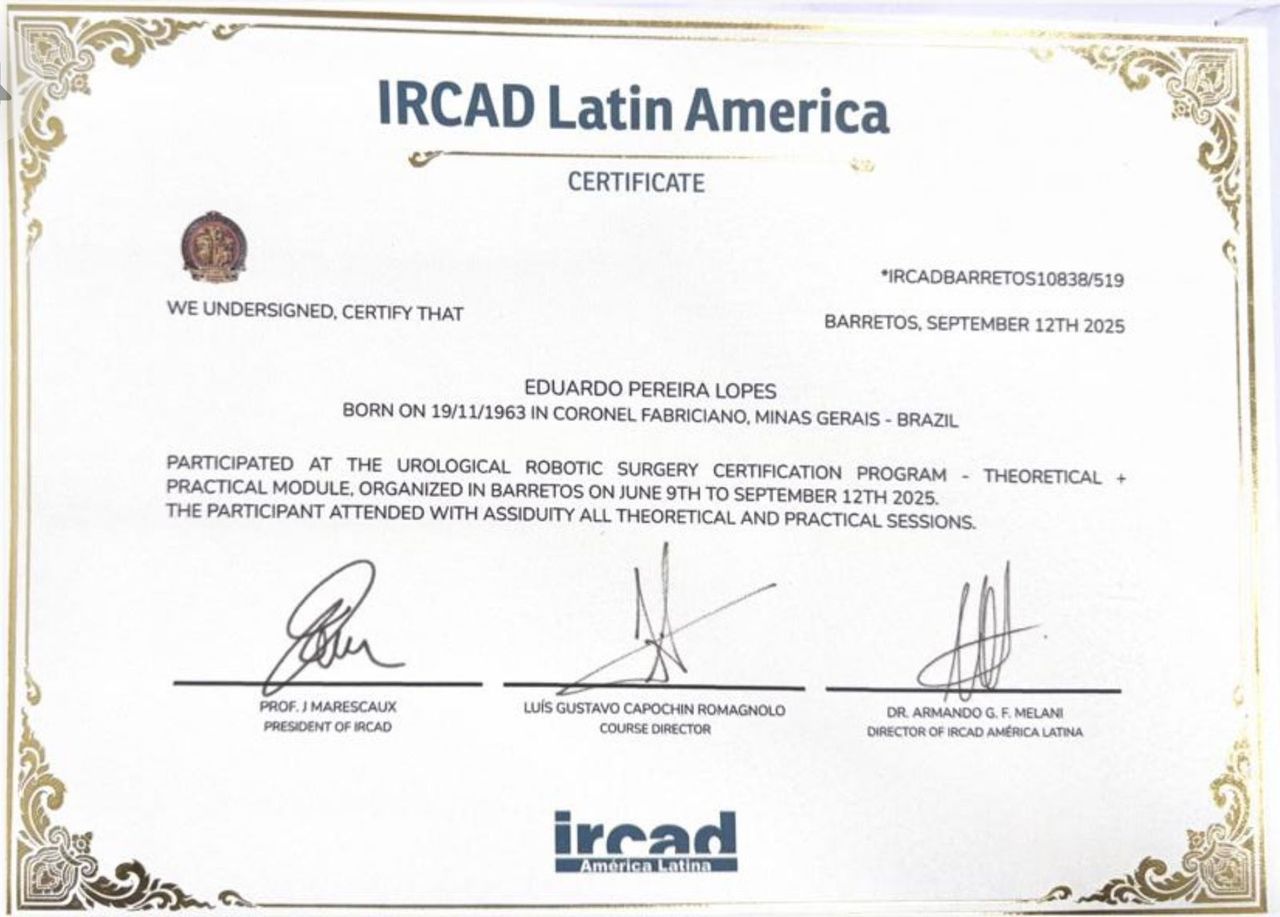 IRCAD Latin America
CERTIFICATE
*IRCADBARRETOS10838/519
WE UNDERSIGNED, CERTIFY THAT
BARRETOS, SEPTEMBER 12TH 2025
EDUARDO PEREIRA LOPES
BORN ON 19/11/1963 IN CORONEL FABRICIANO, MINAS GERAIS - BRAZIL
PARTICIPATED AT THE UROLOGICAL ROBOTIC SURGERY CERTIFICATION PROGRAM - THEORETICAL +
PRACTICAL MODULE, ORGANIZED IN BARRETOS ON JUNE 9TH TO SEPTEMBER 12TH 2025.
THE PARTICIPANT ATTENDED WITH ASSIDUITY ALL THEORETICAL AND PRACTICAL SESSIONS.
PROF. J MARESCAUX
PRESIDENT OF IRCAD
LUÍS GUSTAVO CAPOCHIN ROMAGNOLO
COURSE DIRECTOR
DR. ARMANDO G. F. MELANI
DIRECTOR OF IRCAD AMÉRICA LATINA
ircad
América Latina